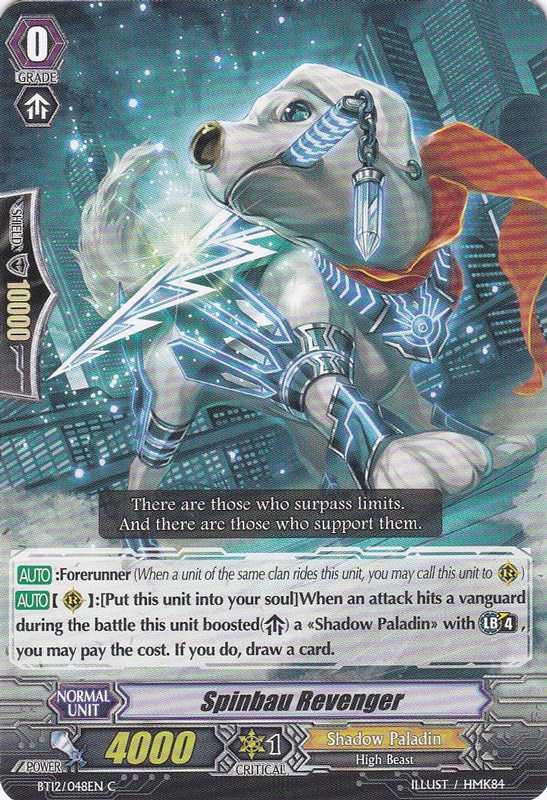 0
GRADE
SHIELD 10000
There are those who surpass limits.
And there are those who support them.
AUTO :Forerunner (When a unit of the same clan rides this unit, you may call this unit to R )
AUTO [ R ]:[Put this unit into your soul]When an attack hits a vanguard
during the battle this unit boosted( ) a «Shadow Paladin» with LB 4 ,
you may pay the cost. If you do, draw a card.
NORMAL
UNIT
Spinbau Revenger
POWER
4000
1
CRITICAL
Shadow Paladin
High Beast
BT12/048EN C
ILLUST / HMK84